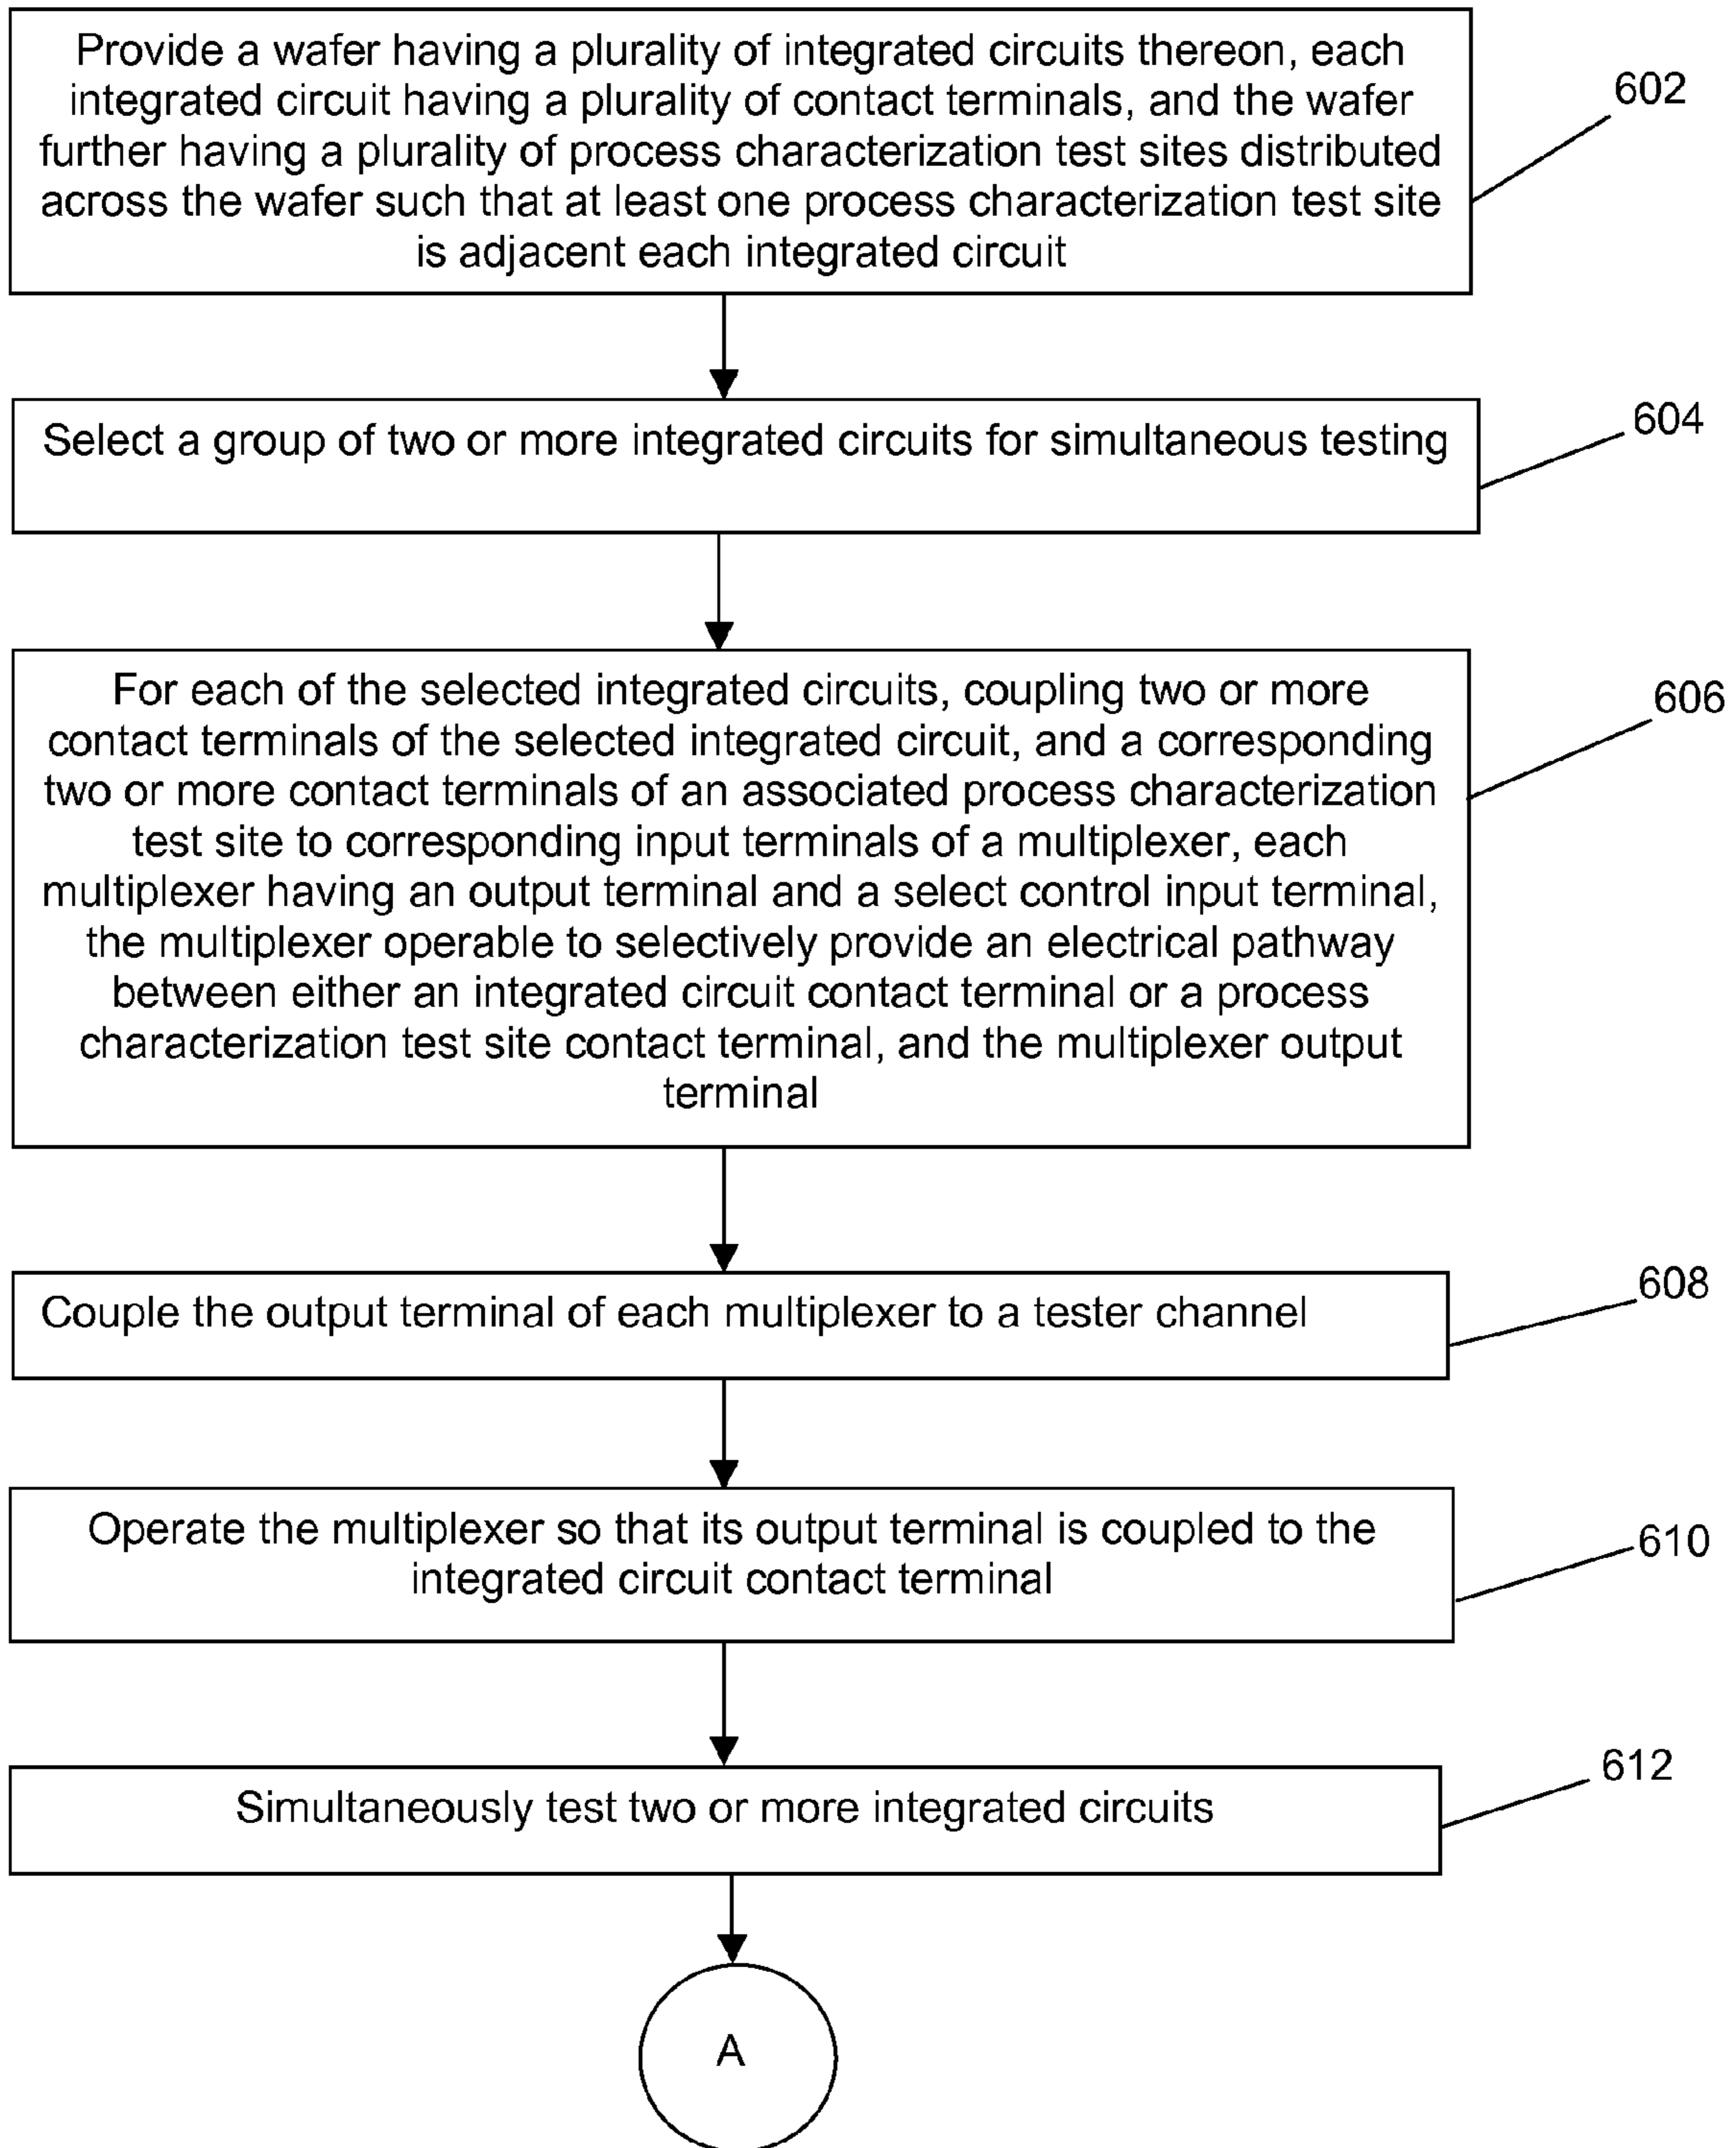 Provide a wafer having a plurality of integrated circuits thereon, each
integrated circuit having a plurality of contact terminals, and the wafer
further having a plurality of process characterization test sites distributed
across the wafer such that at least one process characterization test site
is adjacent each integrated circuit
602
Select a group of two or more integrated circuits for simultaneous testing
604
For each of the selected integrated circuits, coupling two or more
contact terminals of the selected integrated circuit, and a corresponding
two or more contact terminals of an associated process characterization
test site to corresponding input terminals of a multiplexer, each
multiplexer having an output terminal and a select control input terminal,
the multiplexer operable to selectively provide an electrical pathway
between either an integrated circuit contact terminal or a process
characterization test site contact terminal, and the multiplexer output
terminal
606
Couple the output terminal of each multiplexer to a tester channel
608
Operate the multiplexer so that its output terminal is coupled to the
integrated circuit contact terminal
610
Simultaneously test two or more integrated circuits
612
A